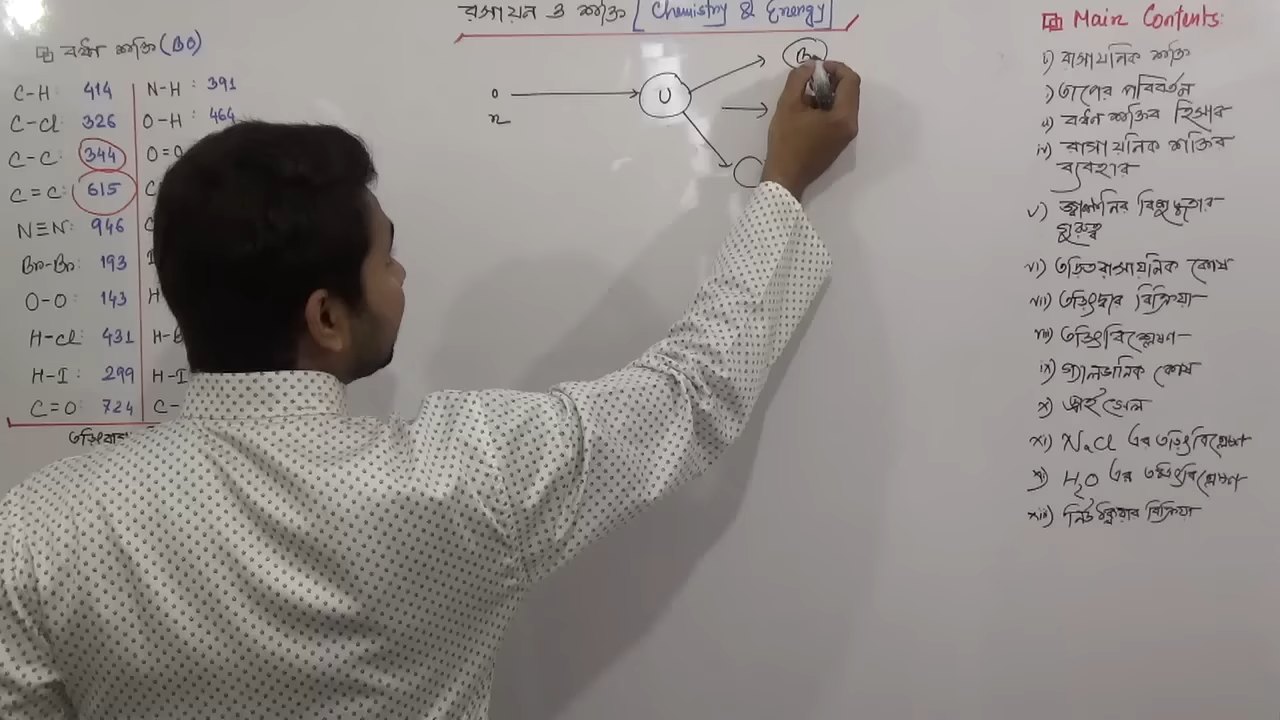 রসায়ন ও শক্তি [Chemistry & Energy]
বন্ধন শক্তি (BO)
C-H: 414
C-Cl: 326
C-C: 344
C=C: 615
N≡N: 946
Br-Br: 193
O-O: 143
H-Cl: 431
H-I: 299
C=O: 724
N-H: 391
O-H: 464
O=O
C
C
I
H
H-
H-I
C-
o
n
U
Ba
Main Contents:
i) রাসায়নিক শক্তি
) তাপের পরিবর্তন
) বন্ধন শক্তির হিসাব
iv) রাসায়নিক শক্তির
ব্যবহার
v) জ্বালানির বিশুদ্ধতার
গুরুত্ব
vi) তড়িৎরাসায়নিক কোষ
vii) তড়িৎদ্বার বিক্রিয়া
viii) তড়িৎবিশ্লেষণ
ix) গ্যালভানিক কোষ
x) ড্রাই সেল
xi) NaCl এর তড়িৎবিশ্লেষণ
xii) H₂O এর তড়িৎবিশ্লেষণ
xiii) নিউক্লিয়ার বিক্রিয়া